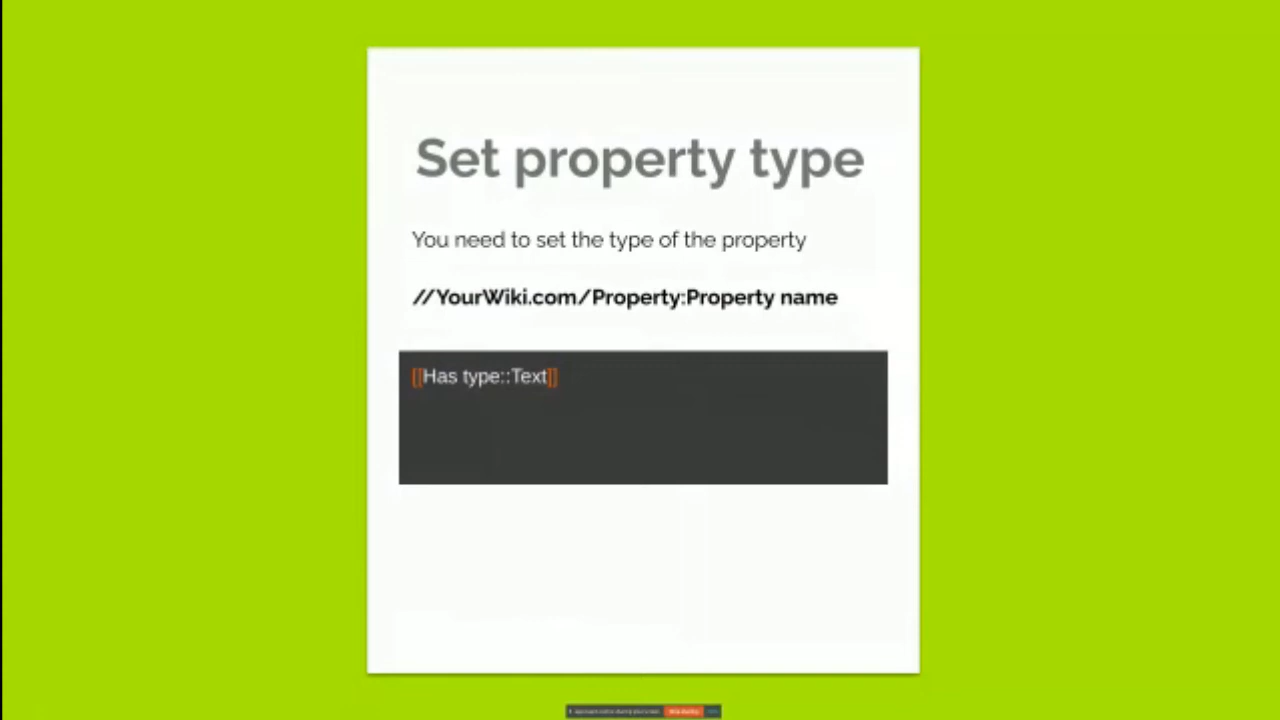 Set property type
You need to set the type of the property
//YourWiki.com/Property:Property name
[[Has type::Text]]